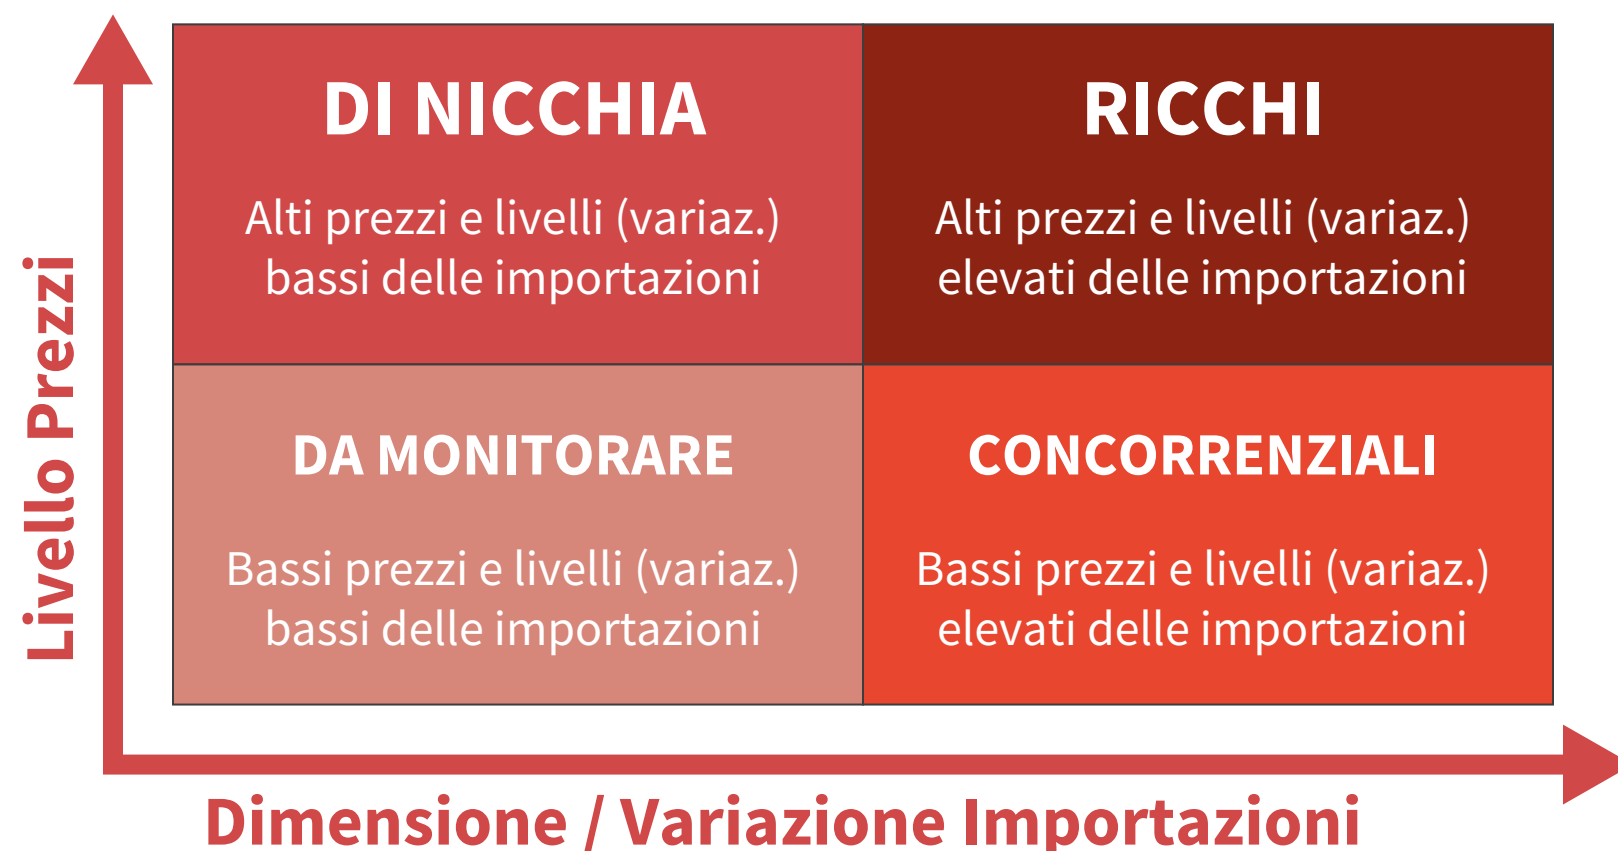 Livello Prezzi
DI NICCHIA
Alti prezzi e livelli (variaz.)
bassi delle importazioni
RICCHI
Alti prezzi e livelli (variaz.)
elevati delle importazioni
DA MONITORARE
Bassi prezzi e livelli (variaz.)
bassi delle importazioni
CONCORRENZIALI
Bassi prezzi e livelli (variaz.)
elevati delle importazioni
Dimensione / Variazione Importazioni